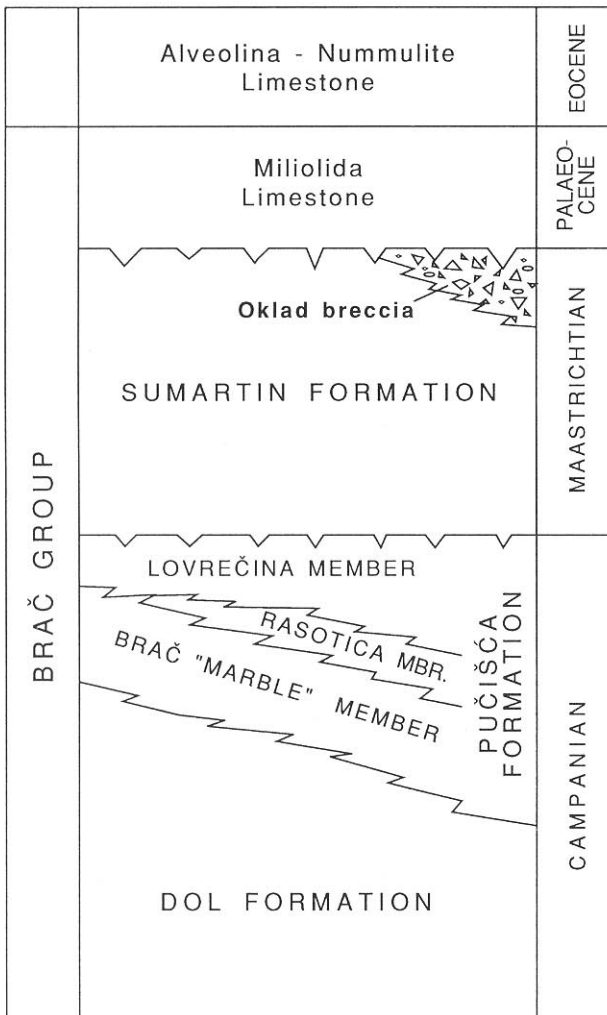 Alveolina - Nummulite
Limestone
EOCENE
Miliolida
Limestone
PALAEO-
CENE
Oklad breccia
SUMARTIN FORMATION
MAASTRICHTIAN
BRAČ GROUP
LOVREČINA MEMBER
RASOTICA MBR.
BRAČ "MARBLE" MEMBER
PUČIŠĆA
FORMATION
CAMPANIAN
DOL FORMATION